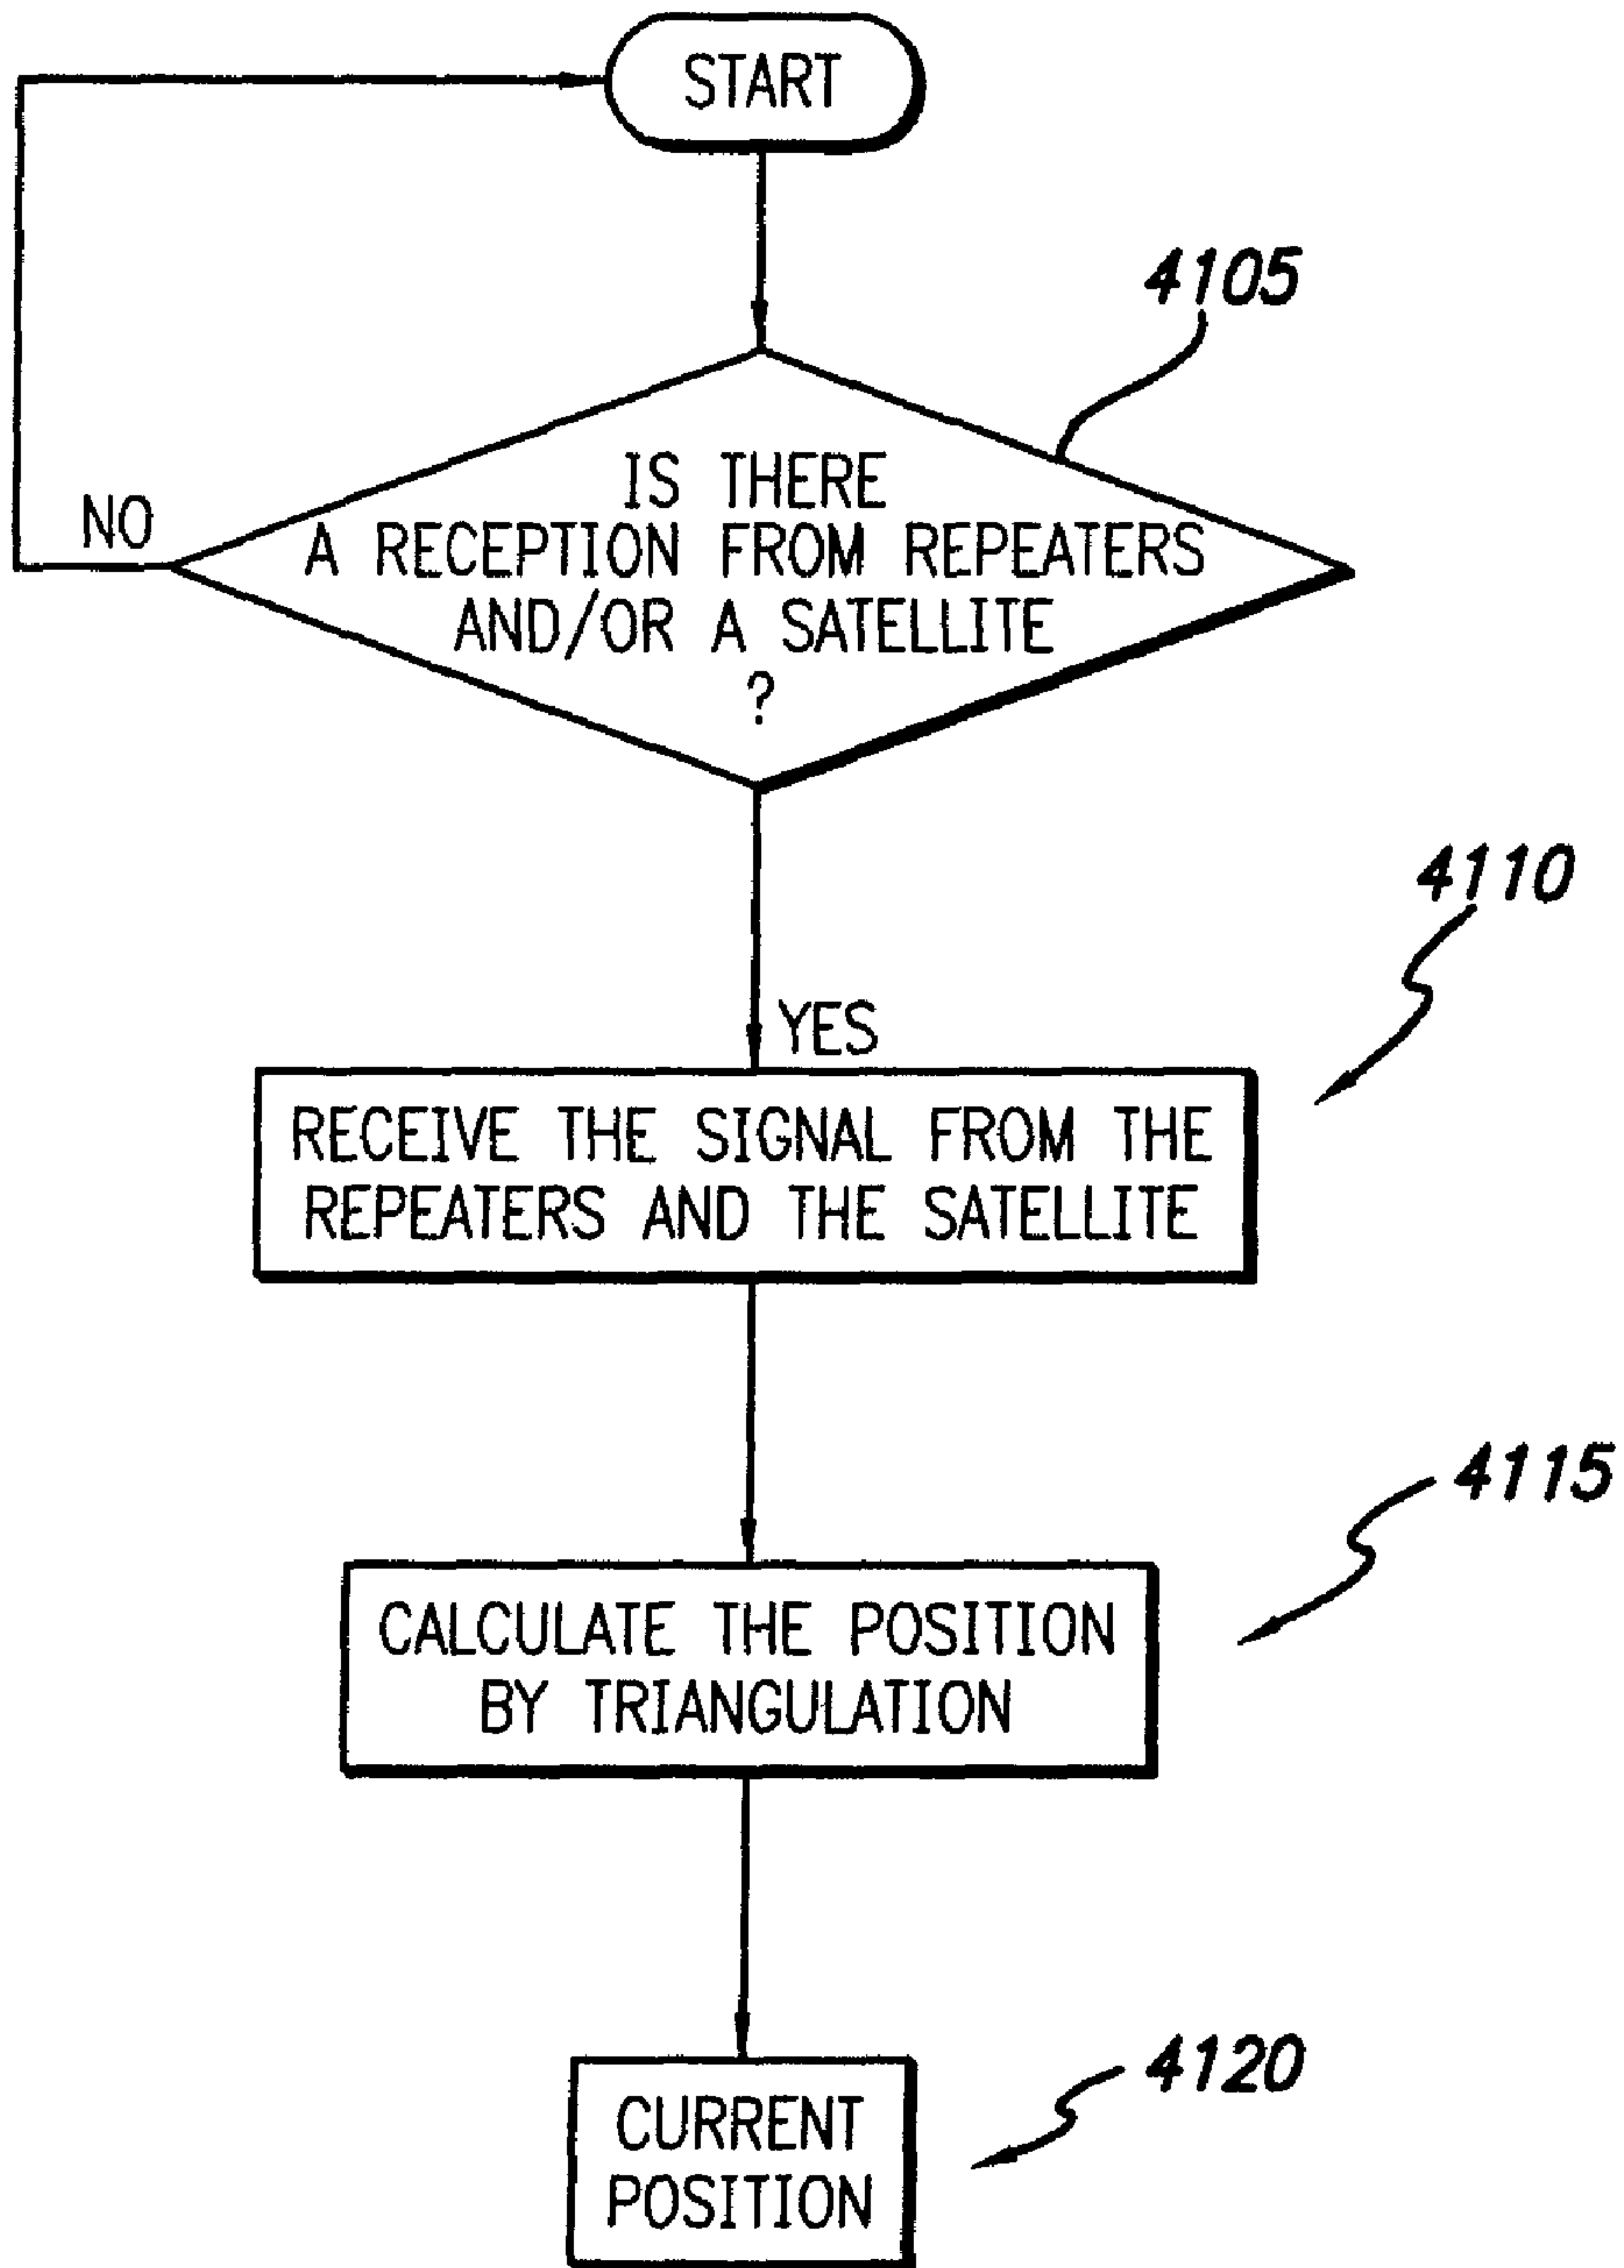 START
4105
IS THERE
A RECEPTION FROM REPEATERS
AND/OR A SATELLITE
?
NO
4110
YES
RECEIVE THE SIGNAL FROM THE
REPEATERS AND THE SATELLITE
4115
CALCULATE THE POSITION
BY TRIANGULATION
4120
CURRENT
POSITION